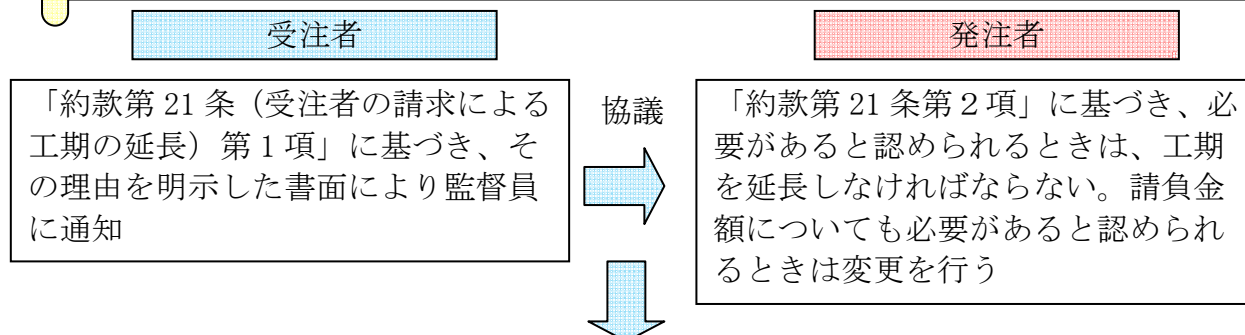 受注者
発注者
「約款第 21 条（受注者の請求による
工期の延長）第１項」に基づき、そ
の理由を明示した書面により監督員
に通知
協議
「約款第 21 条第２項」に基づき、必
要があると認められるときは、工期
を延長しなければならない。請負金
額についても必要があると認められ
るときは変更を行う